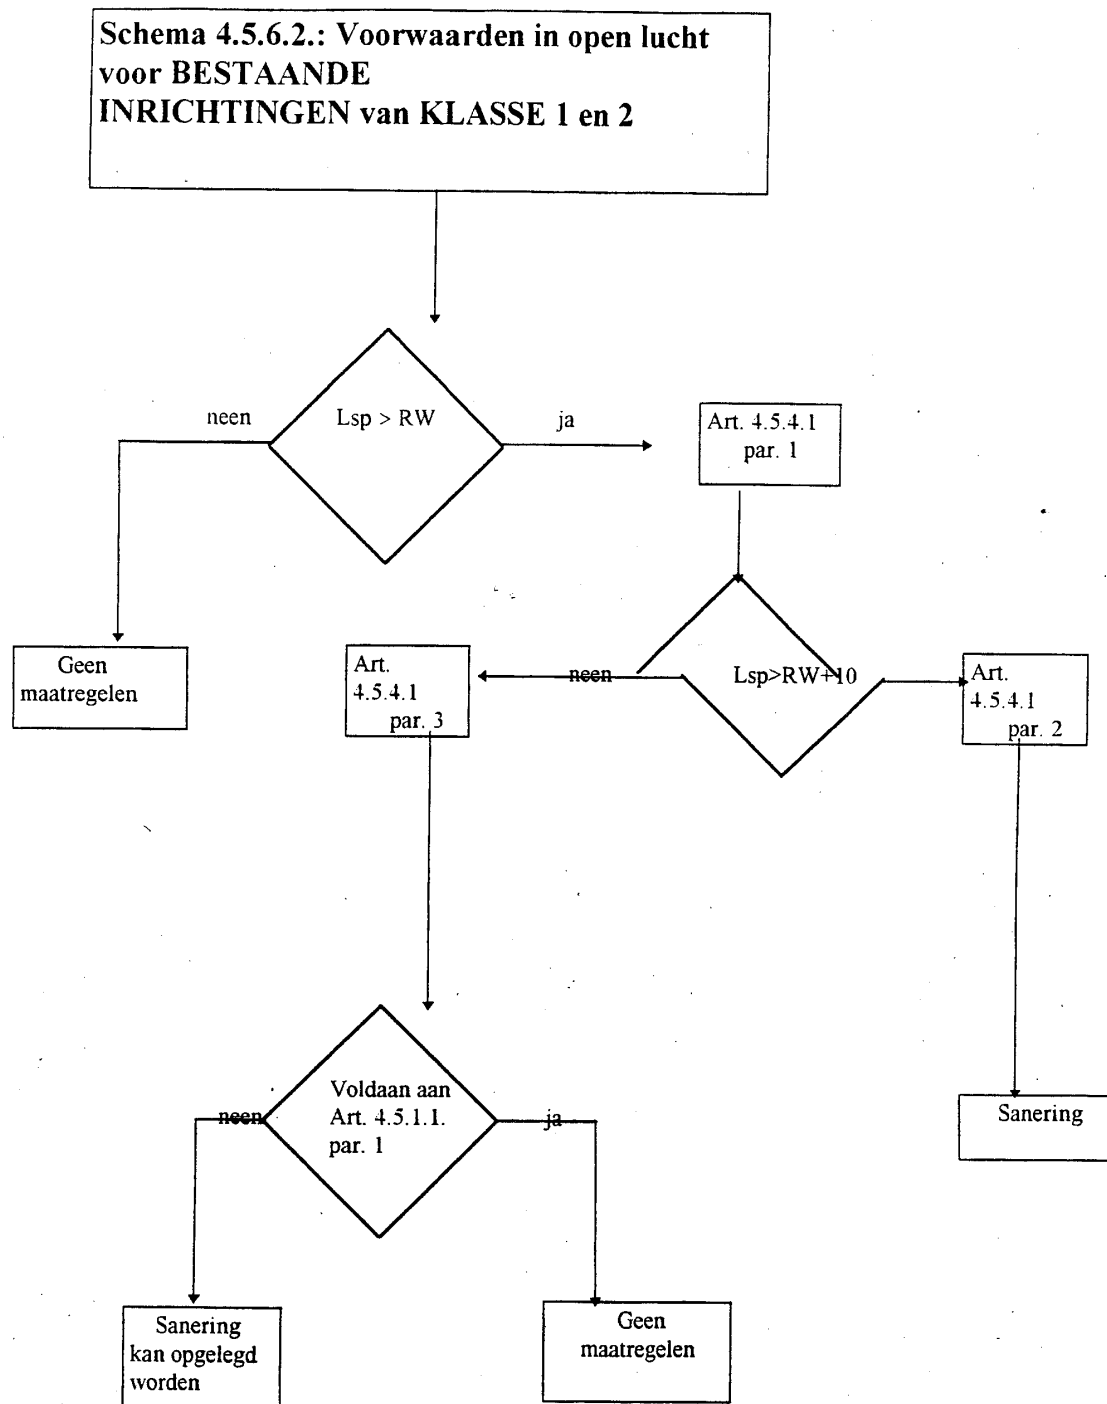 Schema 4.5.6.2.: Voorwaarden in open lucht
voor BESTAANDE
INRICHTINGEN van KLASSE 1 en 2
neen
Lsp > RW
ja
Art. 4.5.4.1
par. 1
Geen
maatregelen
Art.
4.5.4.1
par. 3
neen
Lsp>RW+10
Art.
4.5.4.1
par. 2
neen
Voldaan aan
Art. 4.5.1.1.
par. 1
ja
Sanering
Sanering
kan opgelegd
worden
Geen
maatregelen